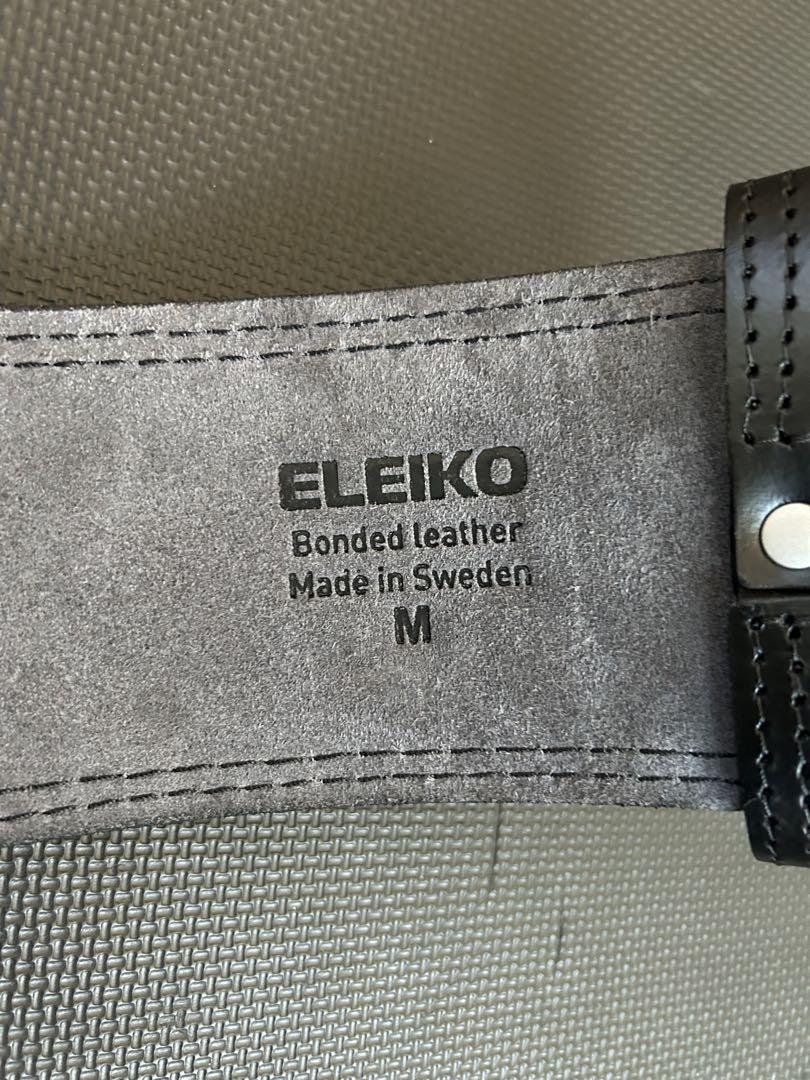 ELEIKO
Bonded leather
Made in Sweden
M